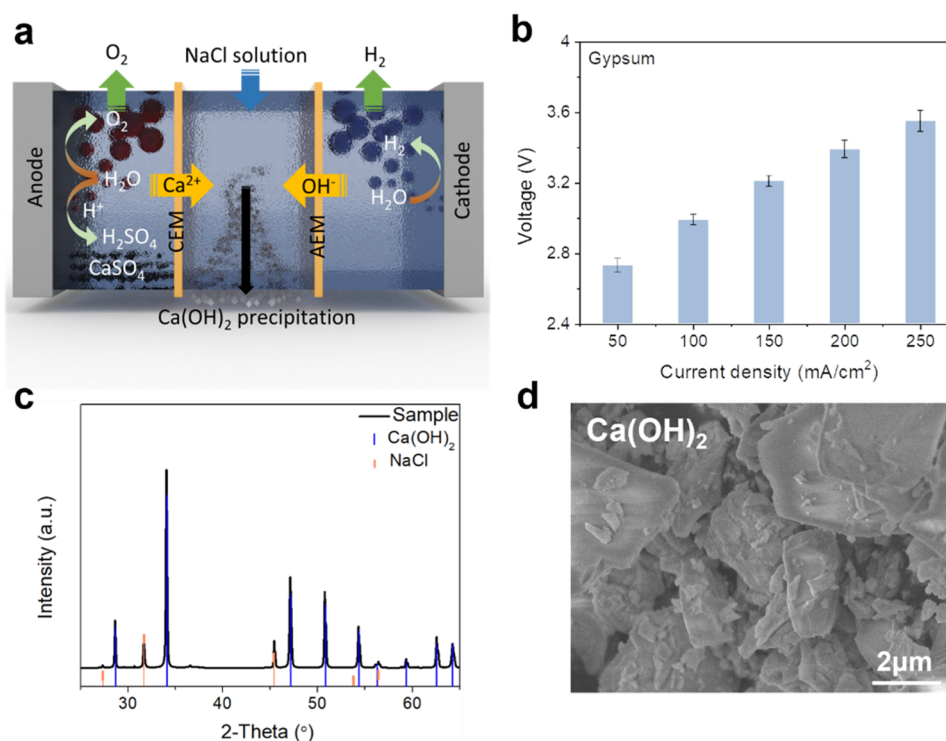 a
O₂
NaCl solution
H₂
Anode
O₂
H₂O
H⁺
H₂SO₄
CaSO₄
Ca²⁺
CEM
OH⁻
AEM
H₂
H₂O
Cathode
Ca(OH)₂ precipitation
b
Gypsum
Voltage (V)
4
3.6
3.2
2.8
2.4
50 100 150 200 250
Current density (mA/cm²)
c
Sample
Ca(OH)₂
NaCl
Intensity (a.u.)
30 40 50 60
2-Theta (°)
d
Ca(OH)₂
2µm